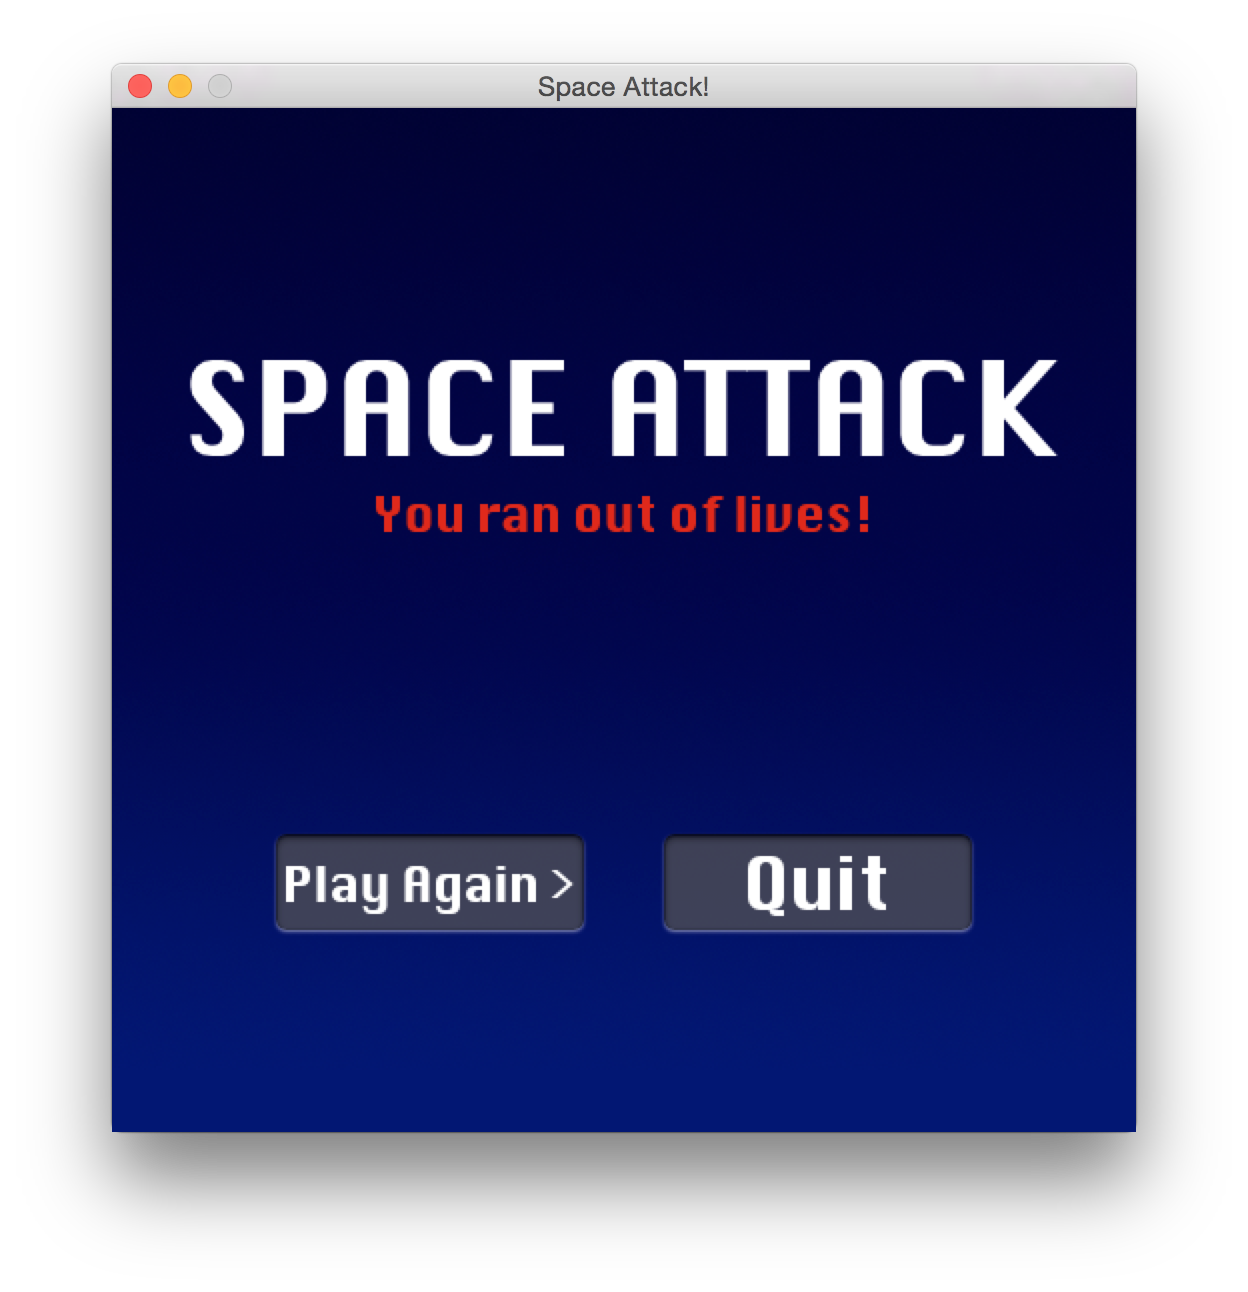 Space Attack!
SPACE ATTACK
You ran out of lives!
Play Again >
Quit